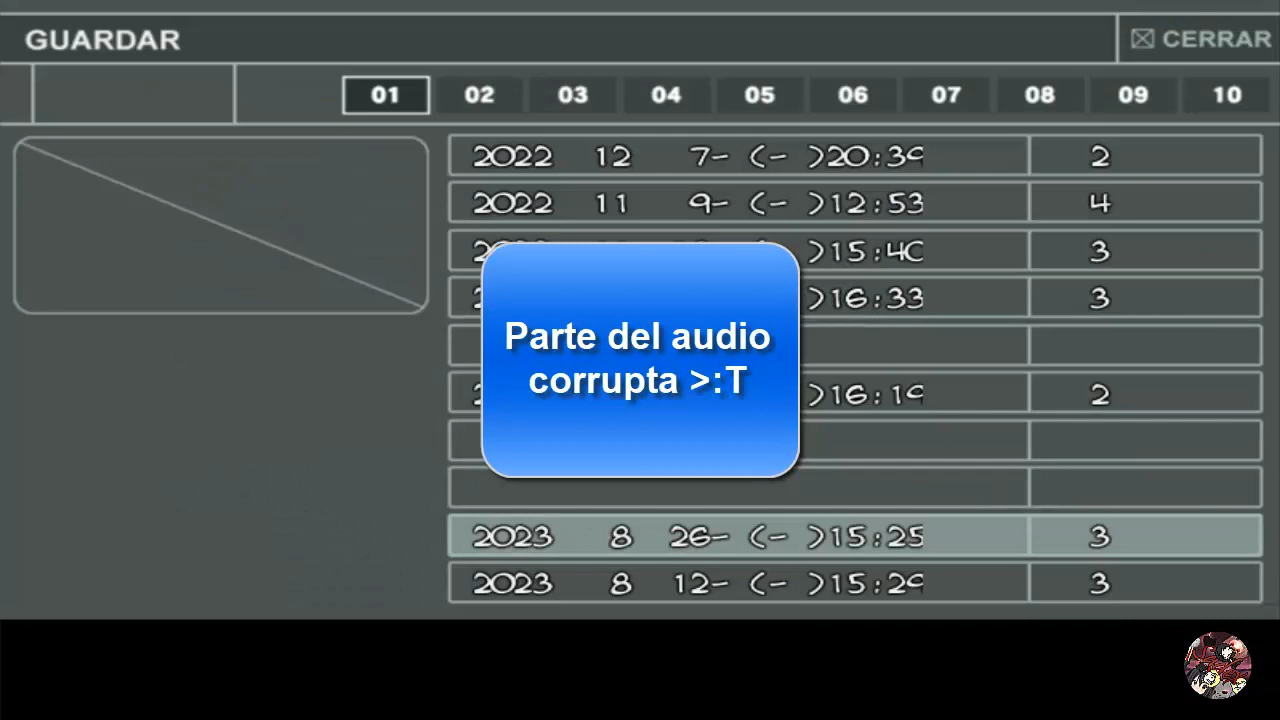 GUARDAR
CERRAR
01 02 03 04 05 06 07 08 09 10
2022 12 7- (- )20:39 2
2022 11 9- (- )12:53 4
)15:40 3
)16:33 3
Parte del audio
corrupta >:T
)16:19 2
2023 8 26- (- )15:25 3
2023 8 12- (- )15:29 3